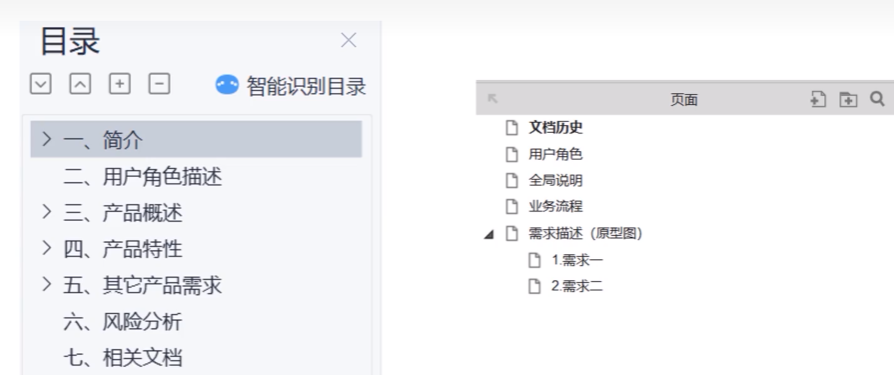 目录
智能识别目录
一、简介
二、用户角色描述
三、产品概述
四、产品特性
五、其它产品需求
六、风险分析
七、相关文档
页面
文档历史
用户角色
全局说明
业务流程
需求描述（原型图）
1.需求一
2.需求二